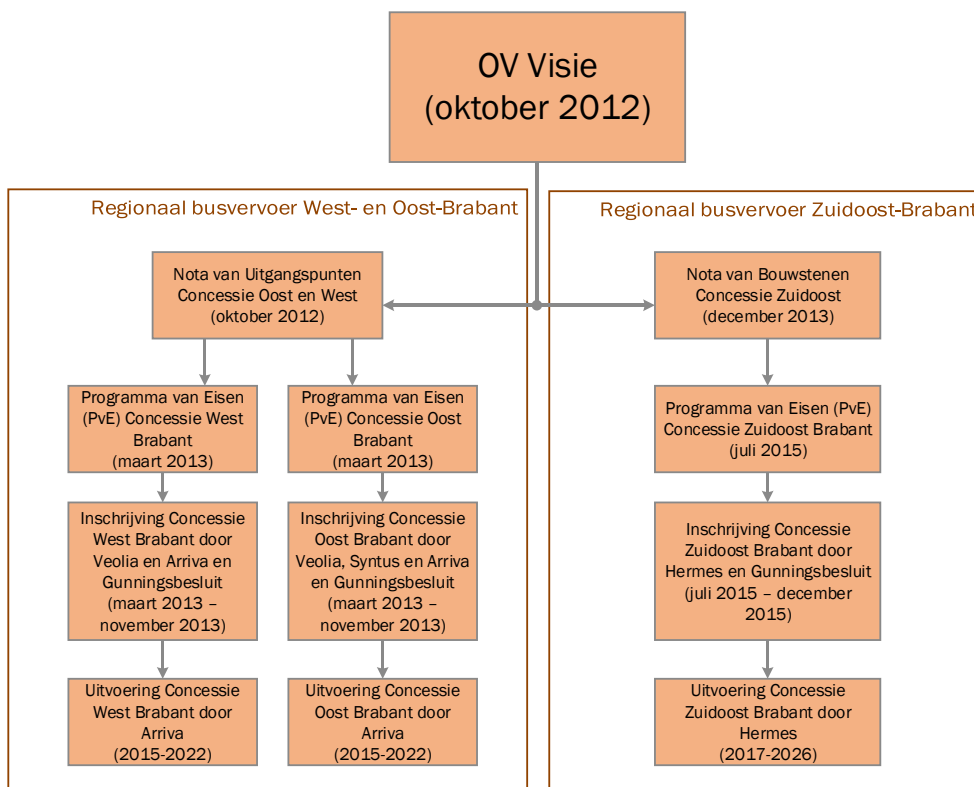 OV Visie
(oktober 2012)
Regionaal busvervoer West- en Oost-Brabant
Nota van Uitgangspunten
Concessie Oost en West
(oktober 2012)
Programma van Eisen
(PvE) Concessie West
Brabant
(maart 2013)
Programma van Eisen
(PvE) Concessie Oost
Brabant
(maart 2013)
Inschrijving Concessie
West Brabant door
Veolia en Arriva en
Gunningsbesluit
(maart 2013 –
november 2013)
Inschrijving Concessie
Oost Brabant door
Veolia, Syntus en Arriva
en Gunningsbesluit
(maart 2013 –
november 2013)
Uitvoering Concessie
West Brabant door
Arriva
(2015-2022)
Uitvoering Concessie
Oost Brabant door
Arriva
(2015-2022)
Regionaal busvervoer Zuidoost-Brabant
Nota van Bouwstenen
Concessie Zuidoost
(december 2013)
Programma van Eisen (PvE)
Concessie Zuidoost Brabant
(juli 2015)
Inschrijving Concessie
Zuidoost Brabant door
Hermes en Gunningsbesluit
(juli 2015 – december
2015)
Uitvoering Concessie
Zuidoost Brabant door
Hermes
(2017-2026)